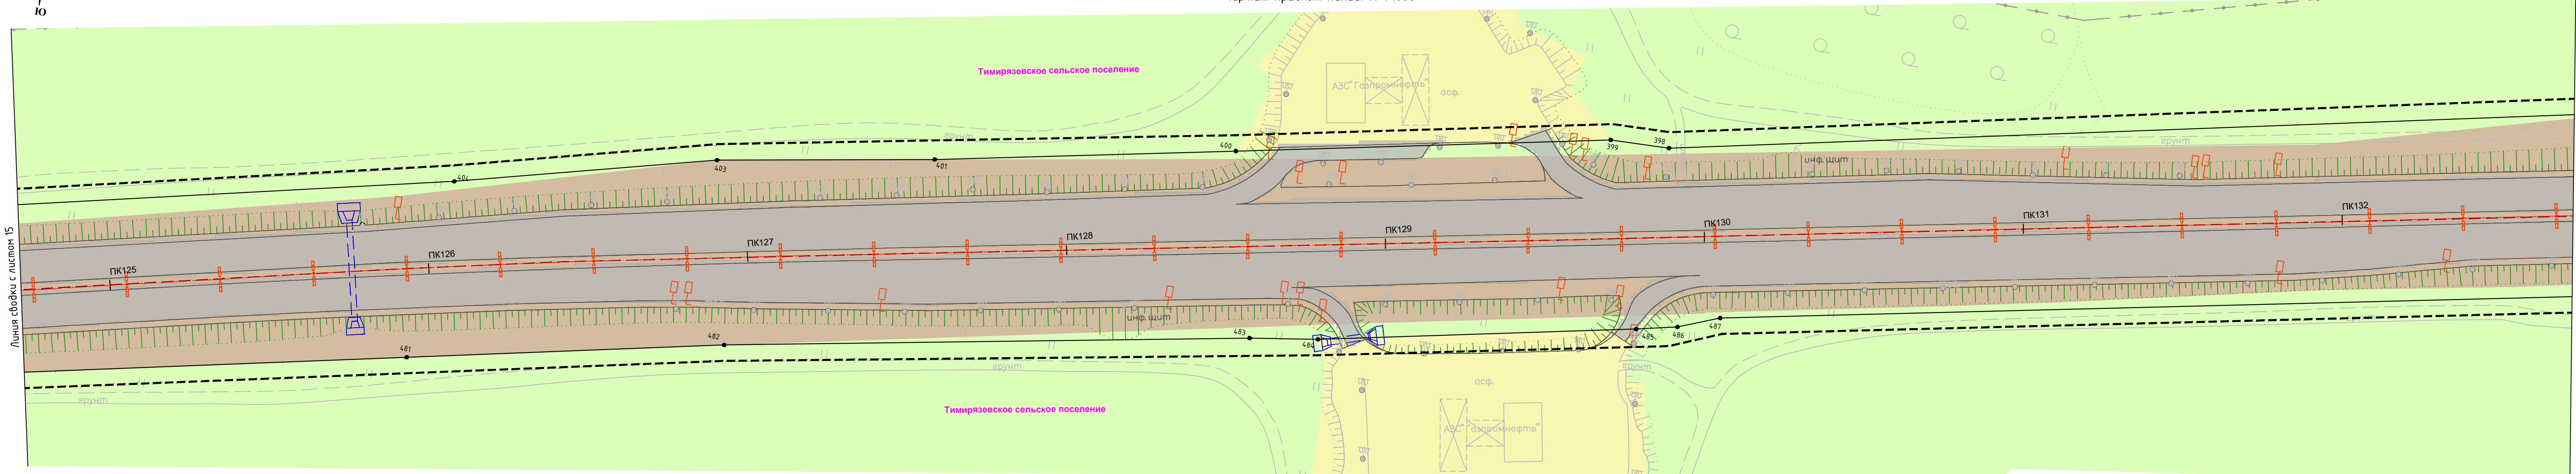 Ю
Тимирязевское сельское поселение
АЗС "Газпромнефть"
асф.
грунт
398
399
400
401
403
404
грунт
инф. щит
Линия сводки с листом 15
ПК125
ПК126
ПК127
ПК128
ПК129
ПК130
ПК131
ПК132
инф. щит
481
482
483
484
485
486
487
грунт
грунт
грунт
асф.
АЗС "Газпромнефть"
Тимирязевское сельское поселение